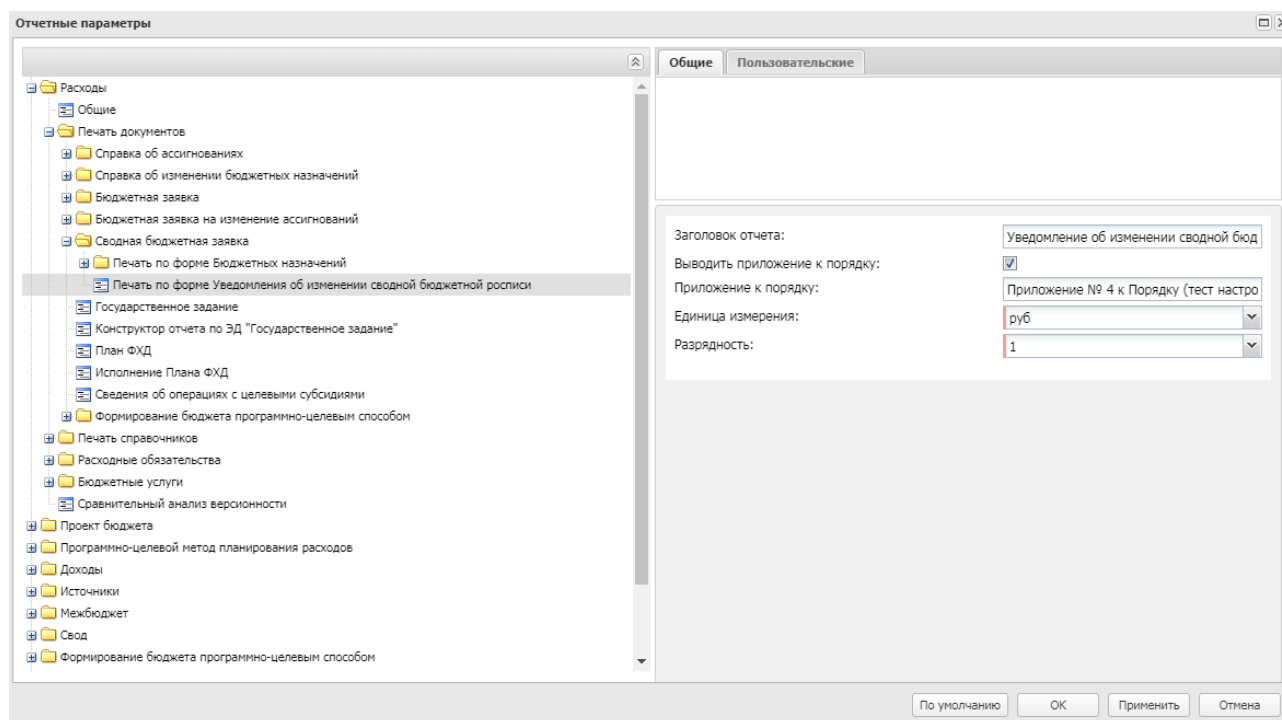 Отчетные параметры
Расходы
Общие
Печать документов
Справка об ассигнованиях
Справка об изменении бюджетных назначений
Бюджетная заявка
Бюджетная заявка на изменение ассигнований
Сводная бюджетная заявка
Печать по форме Бюджетных назначений
Печать по форме Уведомления об изменении сводной бюджетной росписи
Государственное задание
Конструктор отчета по ЭД "Государственное задание"
План ФХД
Исполнение Плана ФХД
Сведения об операциях с целевыми субсидиями
Формирование бюджета программно-целевым способом
Печать справочников
Расходные обязательства
Бюджетные услуги
Сравнительный анализ версионности
Проект бюджета
Программно-целевой метод планирования расходов
Доходы
Источники
Межбюджет
Свод
Формирование бюджета программно-целевым способом
Общие Пользовательские
Заголовок отчета: Уведомление об изменении сводной бюд
Выводить приложение к порядку:
Приложение к порядку: Приложение № 4 к Порядку (тест настро
Единица измерения: руб
Разрядность: 1
По умолчанию ОК Применить Отмена